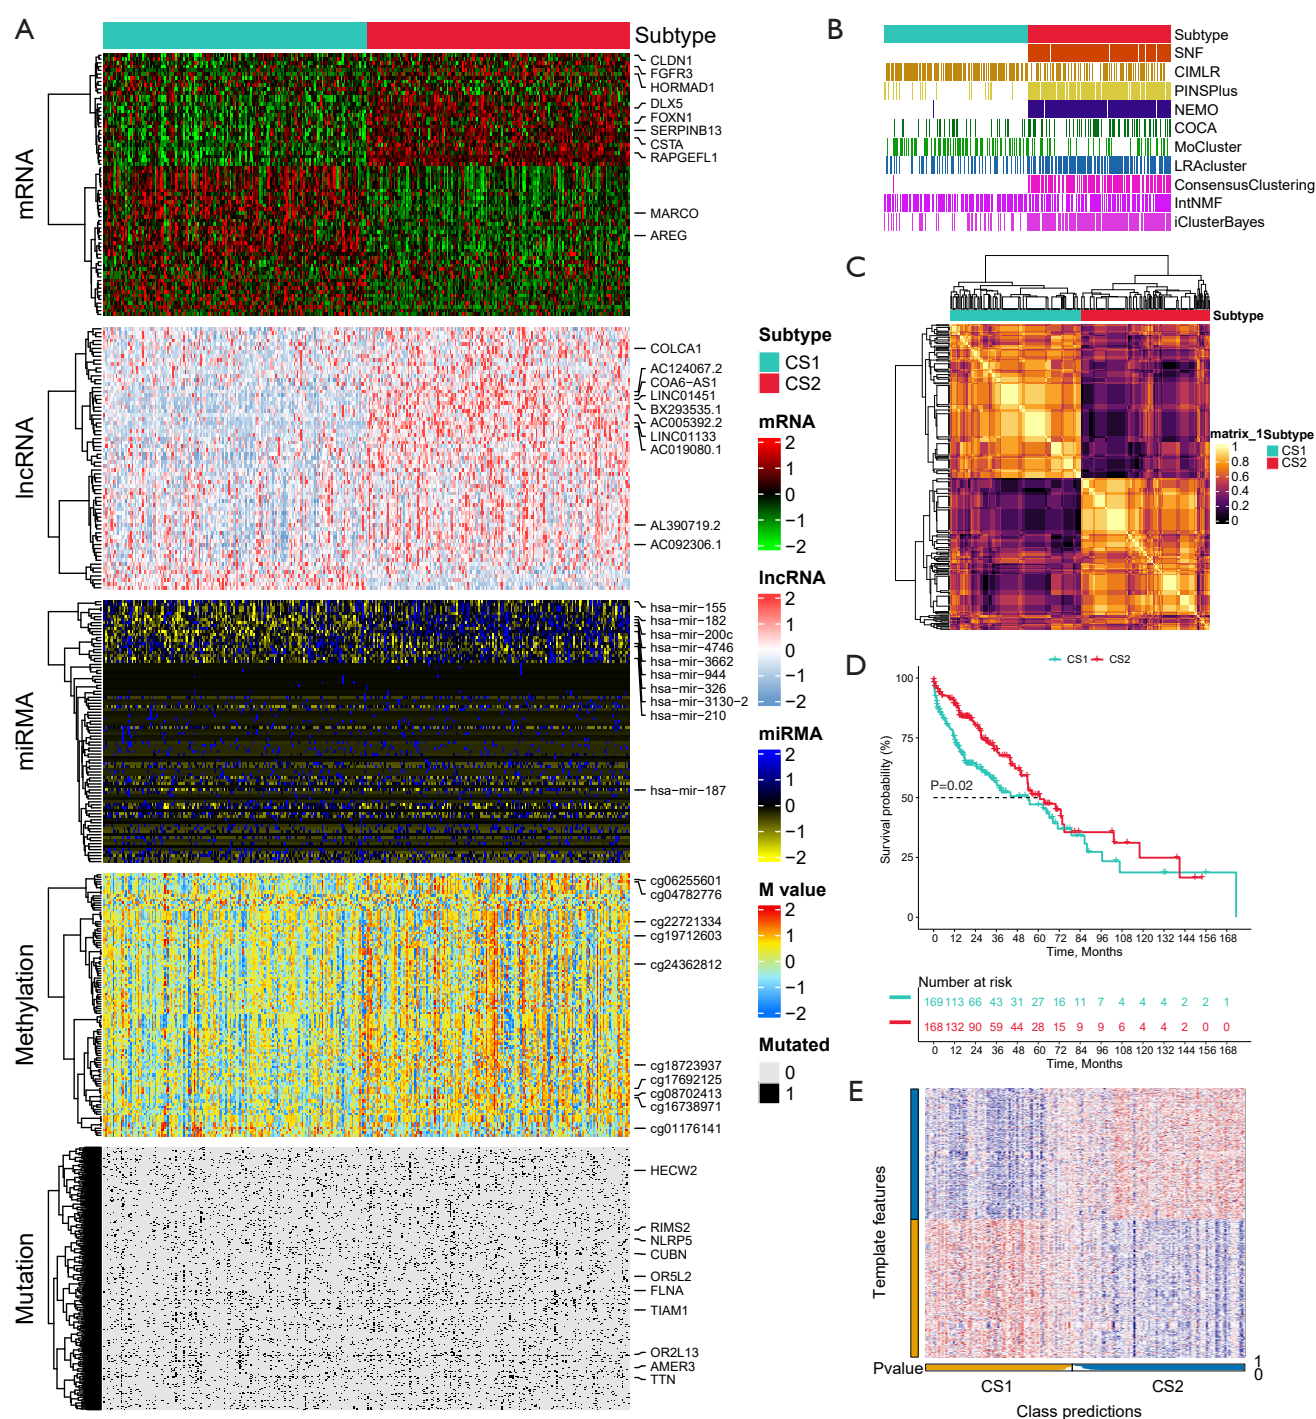 A
Subtype
mRNA
CLDN1
FGFR3
HORMAD1
DLX5
FOXN1
SERPINB13
CSTA
RAPGEFL1
MARCO
AREG
lncRNA
COLCA1
AC124067.2
COA6-AS1
LINC01451
BX293535.1
AC005392.2
LINC01133
AC019080.1
AL390719.2
AC092306.1
miRMA
hsa-mir-155
hsa-mir-182
hsa-mir-200c
hsa-mir-4746
hsa-mir-3662
hsa-mir-944
hsa-mir-326
hsa-mir-3130-2
hsa-mir-210
hsa-mir-187
Methylation
cg06255601
cg04782776
cg22721334
cg19712603
cg24362812
cg18723937
cg17692125
cg08702413
cg16738971
cg01176141
Mutation
HECW2
RIMS2
NLRP5
CUBN
OR5L2
FLNA
TIAM1
OR2L13
AMER3
TTN
Subtype
CS1
CS2
mRNA
2
1
0
−1
−2
lncRNA
2
1
0
−1
−2
miRMA
2
1
0
−1
−2
M value
2
1
0
−1
−2
Mutated
0
1
B
Subtype
SNF
CIMLR
PINSPlus
NEMO
COCA
MoCluster
LRAcluster
ConsensusClustering
IntNMF
iClusterBayes
C
Subtype
matrix_1 Subtype
1 CS1
0.8 CS2
0.6
0.4
0.2
0
D
CS1 CS2
Survival probability (%)
100
75
50
25
0
P=0.02
0 12 24 36 48 60 72 84 96 108 120 132 144 156 168
Time, Months
Number at risk
169 113 66 43 31 27 16 11 7 4 4 4 2 2 1
168 132 90 59 44 28 15 9 9 6 4 4 2 0 0
0 12 24 36 48 60 72 84 96 108 120 132 144 156 168
Time, Months
E
Template features
Pvalue
1
0
CS1 CS2
Class predictions